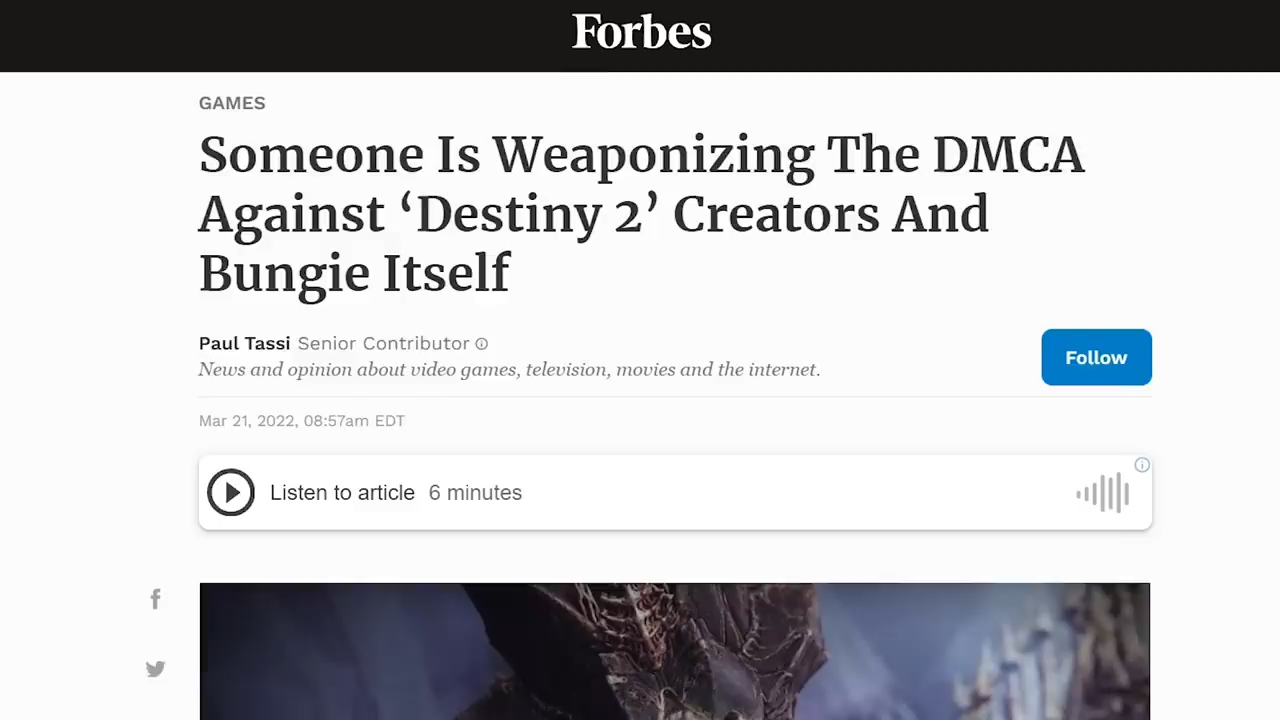 Forbes
GAMES
Someone Is Weaponizing The DMCA
Against ‘Destiny 2’ Creators And
Bungie Itself
Paul Tassi Senior Contributor
Follow
News and opinion about video games, television, movies and the internet.
Mar 21, 2022, 08:57am EDT
Listen to article 6 minutes